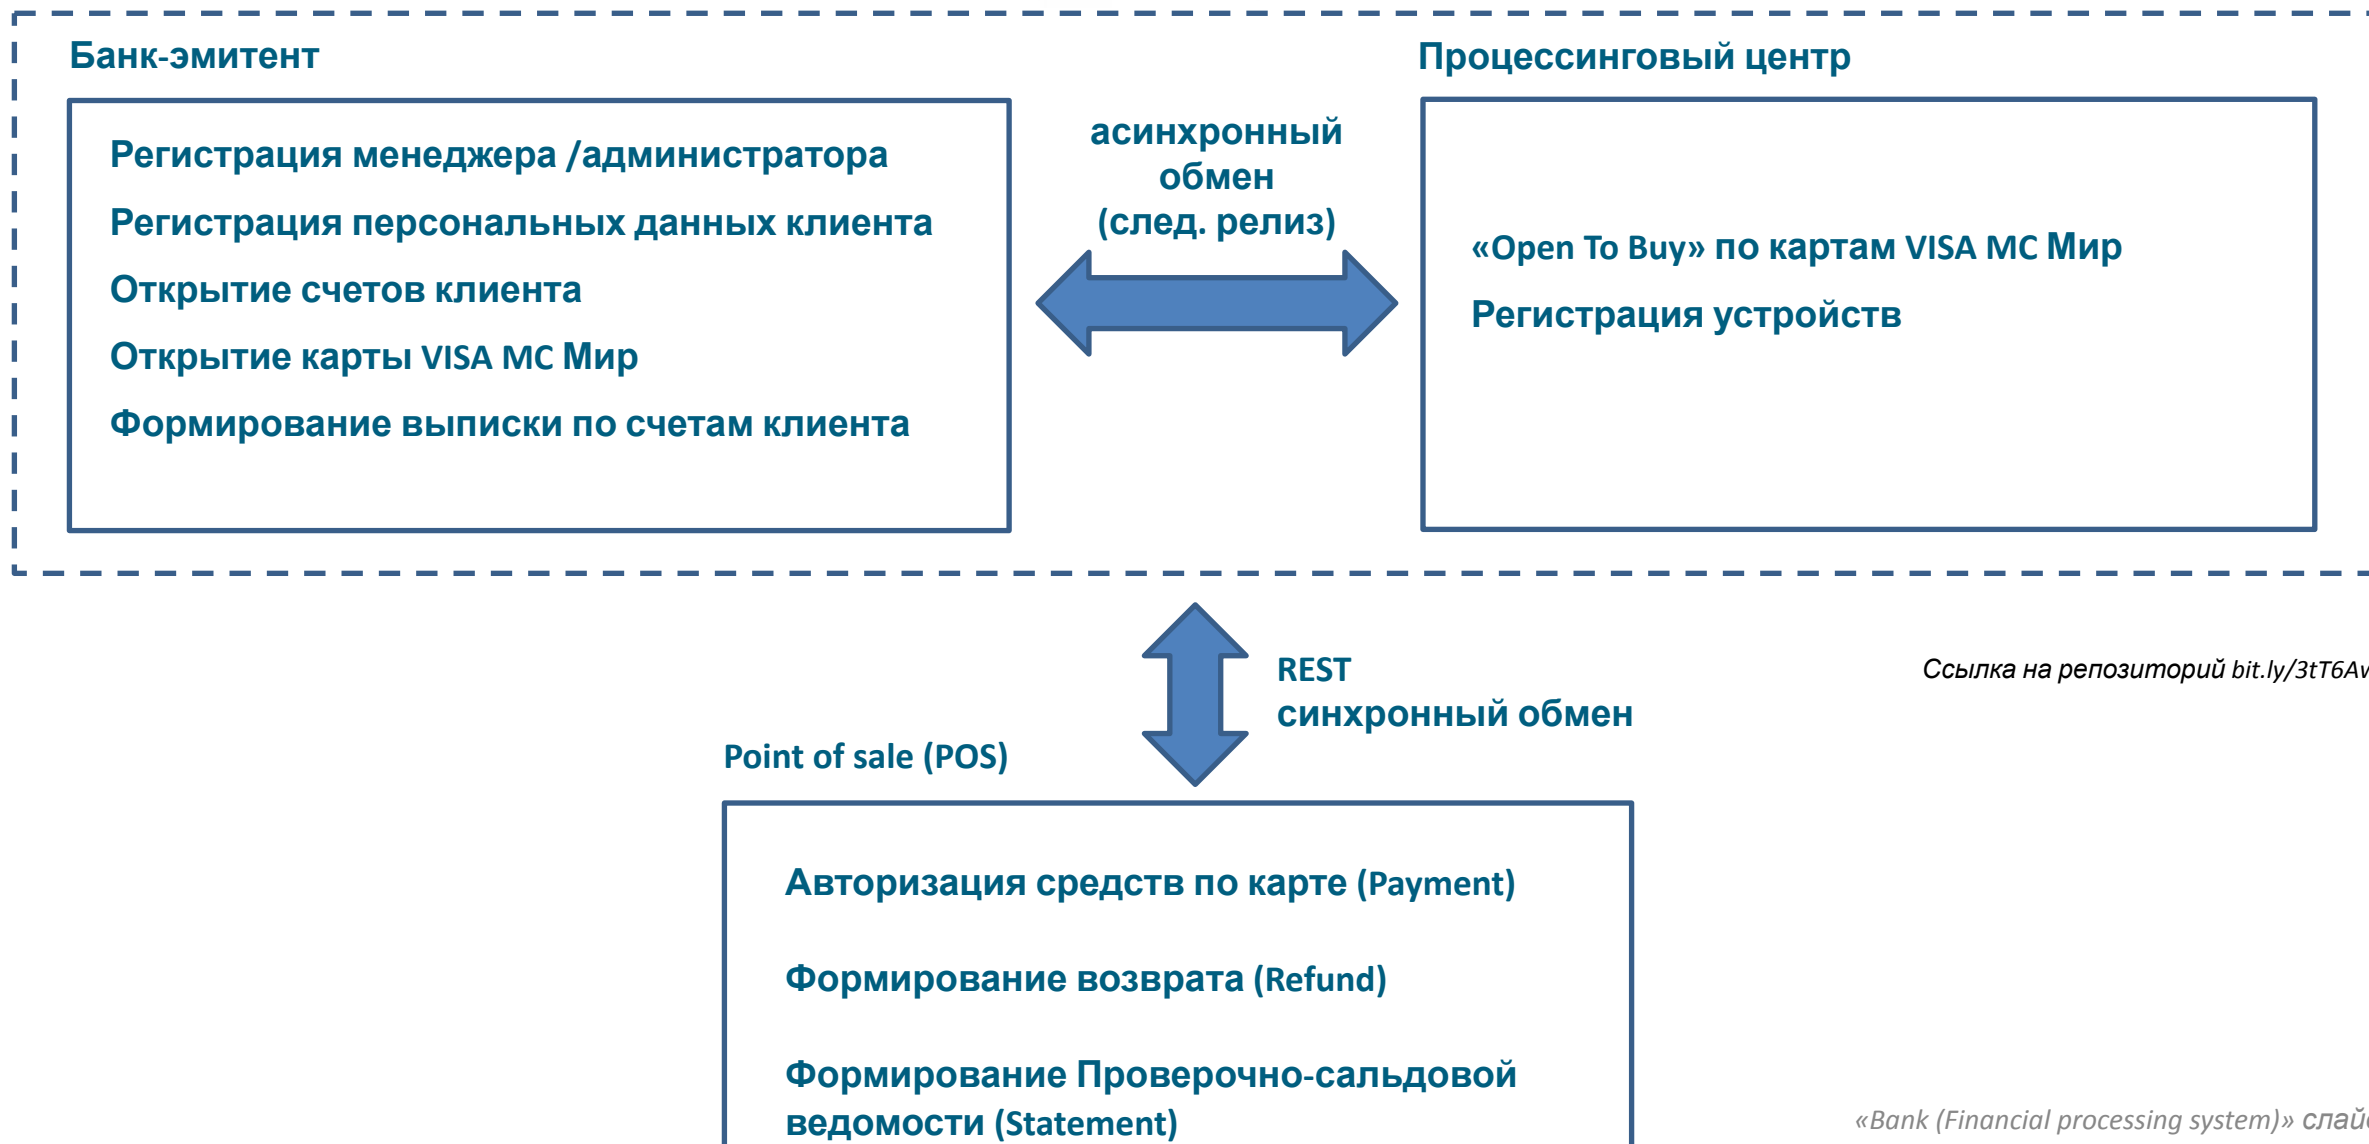 Банк-эмитент
Регистрация менеджера /администратора
Регистрация персональных данных клиента
Открытие счетов клиента
Открытие карты VISA MC Мир
Формирование выписки по счетам клиента
асинхронный
обмен
(след. релиз)
Процессинговый центр
«Open To Buy» по картам VISA MC Мир
Регистрация устройств
REST
синхронный обмен
Ссылка на репозиторий
Point of sale (POS)
Авторизация средств по карте (Payment)
Формирование возврата (Refund)
Формирование Проверочно-сальдовой
ведомости (Statement)
«Bank (Financial processing system)»